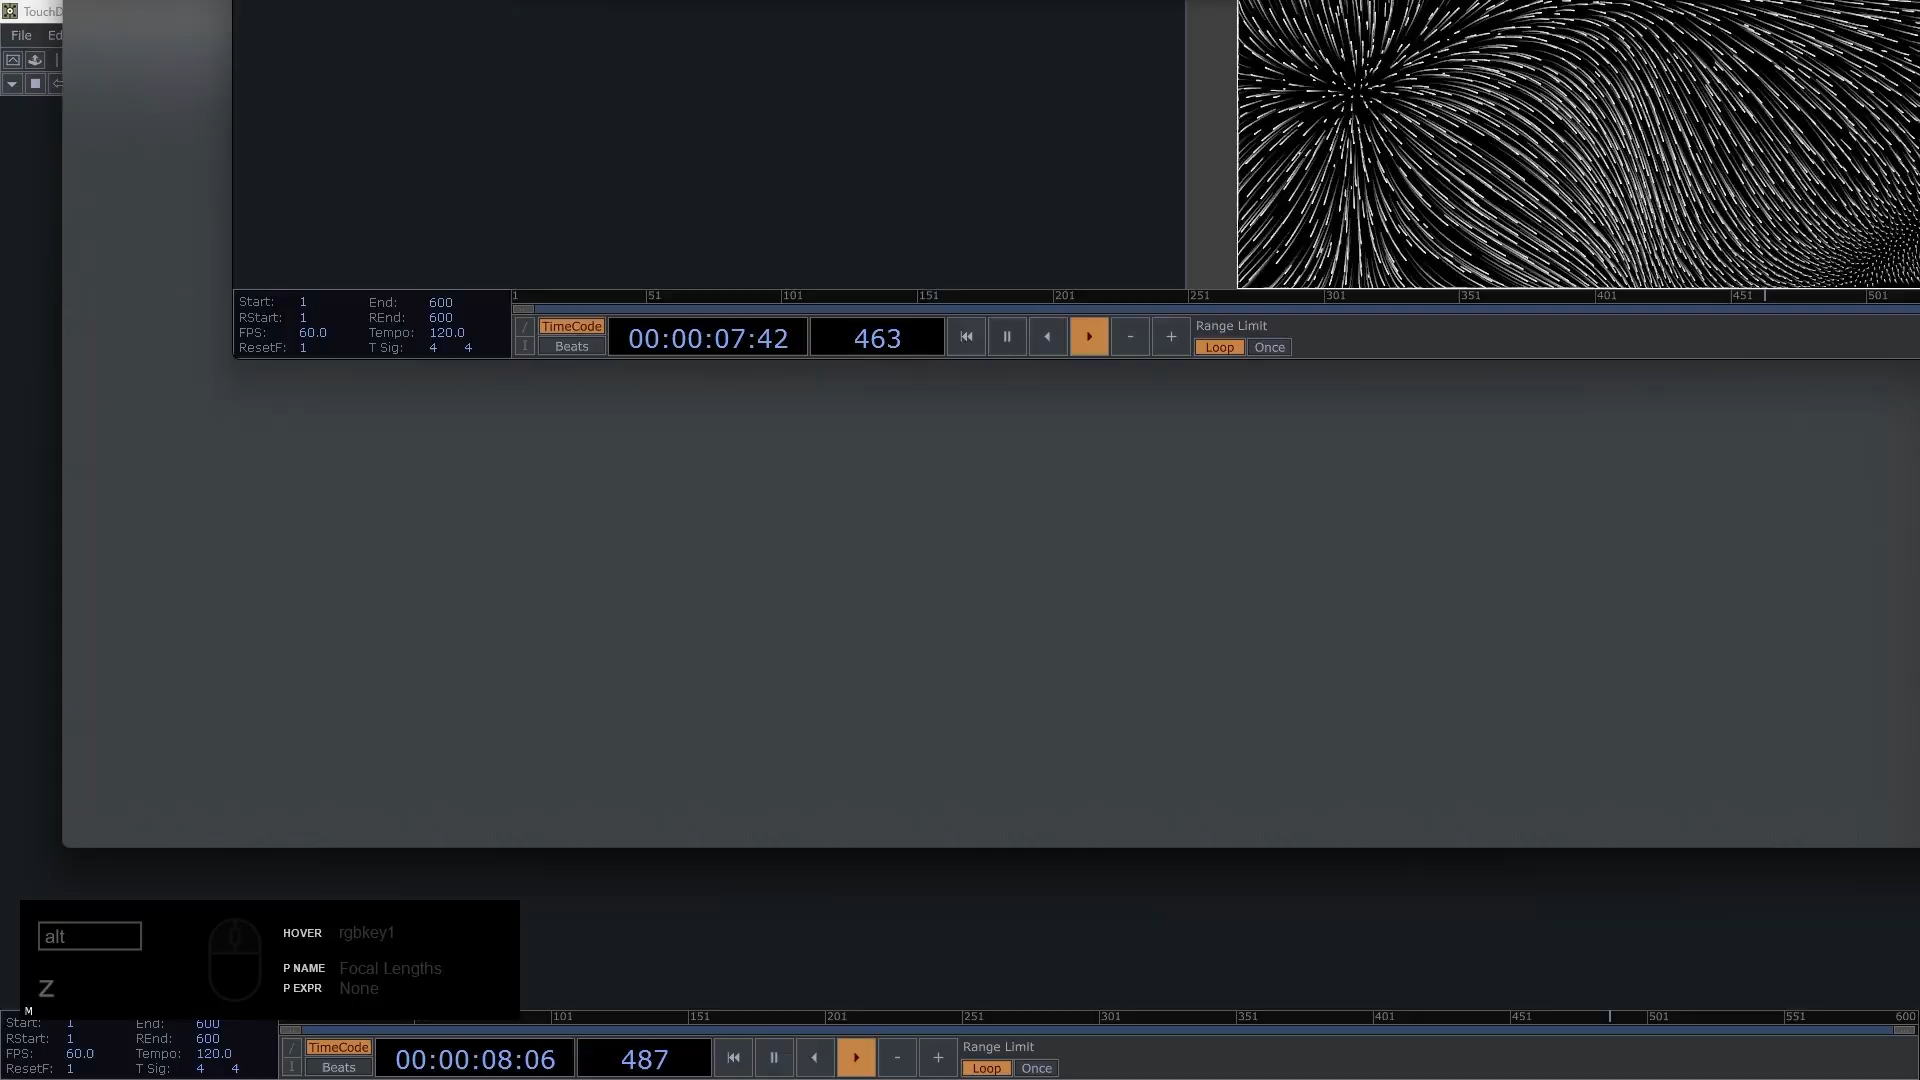 TouchD
File Ed
1 51 101 151 201 251 301 351 401 451 501
Start: 1 End: 600
RStart: 1 REnd: 600
FPS: 60.0 Tempo: 120.0
ResetF: 1 T Sig: 4 4
/ TimeCode
I Beats
00:00:07:42 463
- +
Range Limit
Loop Once
alt
Z
M
HOVER rgbkey1
P NAME Focal Lengths
P EXPR None
101 151 201 251 301 351 401 451 501 551 600
Start: 1 End: 600
RStart: 1 REnd: 600
FPS: 60.0 Tempo: 120.0
ResetF: 1 T Sig: 4 4
/ TimeCode
I Beats
00:00:08:06 487
- +
Range Limit
Loop Once